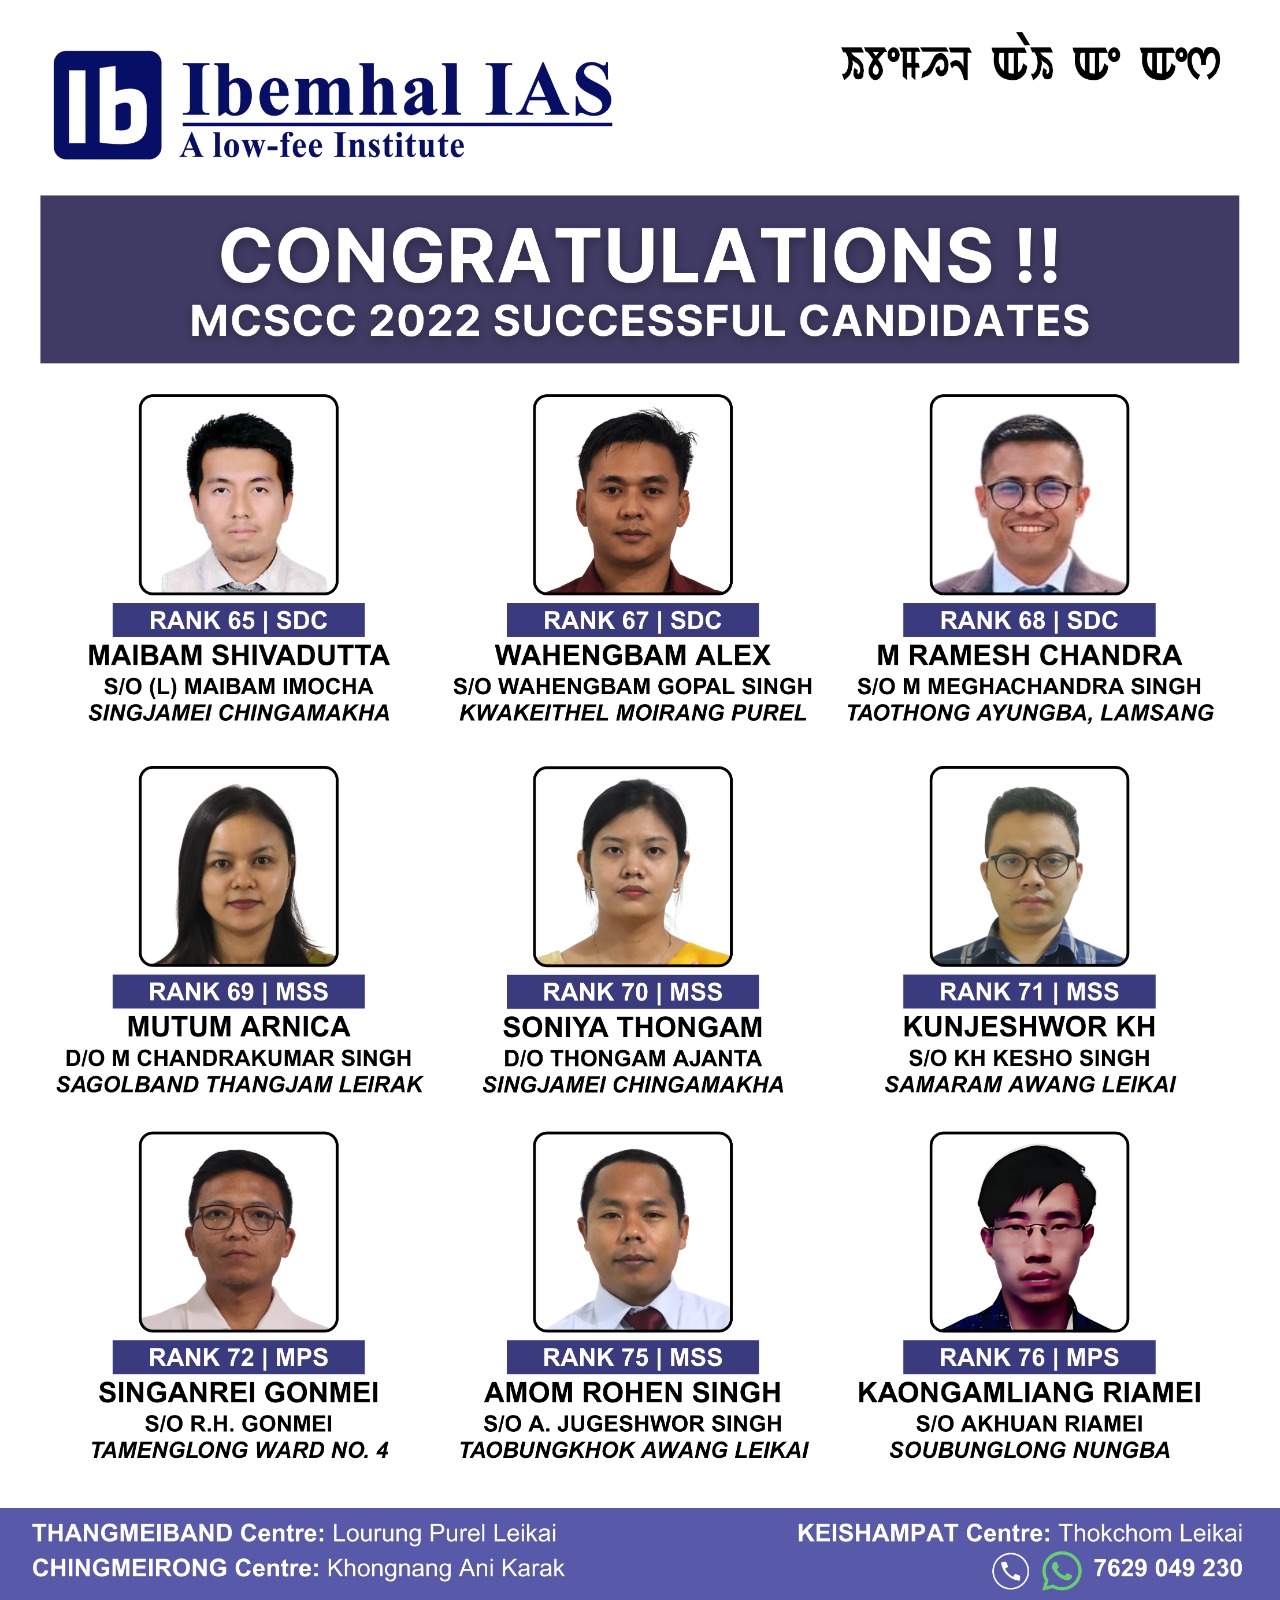 Ib
Ibemhal IAS
A low-fee Institute
CONGRATULATIONS !!
MCSCC 2022 SUCCESSFUL CANDIDATES
RANK 65 | SDC
MAIBAM SHIVADUTTA
S/O (L) MAIBAM IMOCHA
SINGJAMEI CHINGAMAKHA
RANK 67 | SDC
WAHENGBAM ALEX
S/O WAHENGBAM GOPAL SINGH
KWAKEITHEL MOIRANG PUREL
RANK 68 | SDC
M RAMESH CHANDRA
S/O M MEGHACHANDRA SINGH
TAOTHONG AYUNGBA, LAMSANG
RANK 69 | MSS
MUTUM ARNICA
D/O M CHANDRAKUMAR SINGH
SAGOLBAND THANGJAM LEIRAK
RANK 70 | MSS
SONIYA THONGAM
D/O THONGAM AJANTA
SINGJAMEI CHINGAMAKHA
RANK 71 | MSS
KUNJESHWOR KH
S/O KH KESHO SINGH
SAMARAM AWANG LEIKAI
RANK 72 | MPS
SINGANREI GONMEI
S/O R.H. GONMEI
TAMENGLONG WARD NO. 4
RANK 75 | MSS
AMOM ROHEN SINGH
S/O A. JUGESHWOR SINGH
TAOBUNGKHOK AWANG LEIKAI
RANK 76 | MPS
KAONGAMLIANG RIAMEI
S/O AKHUAN RIAMEI
SOUBUNGLONG NUNGBA
THANGMEIBAND Centre: Lourung Purel Leikai
CHINGMEIRONG Centre: Khongnang Ani Karak
KEISHAMPAT Centre: Thokchom Leikai
7629 049 230